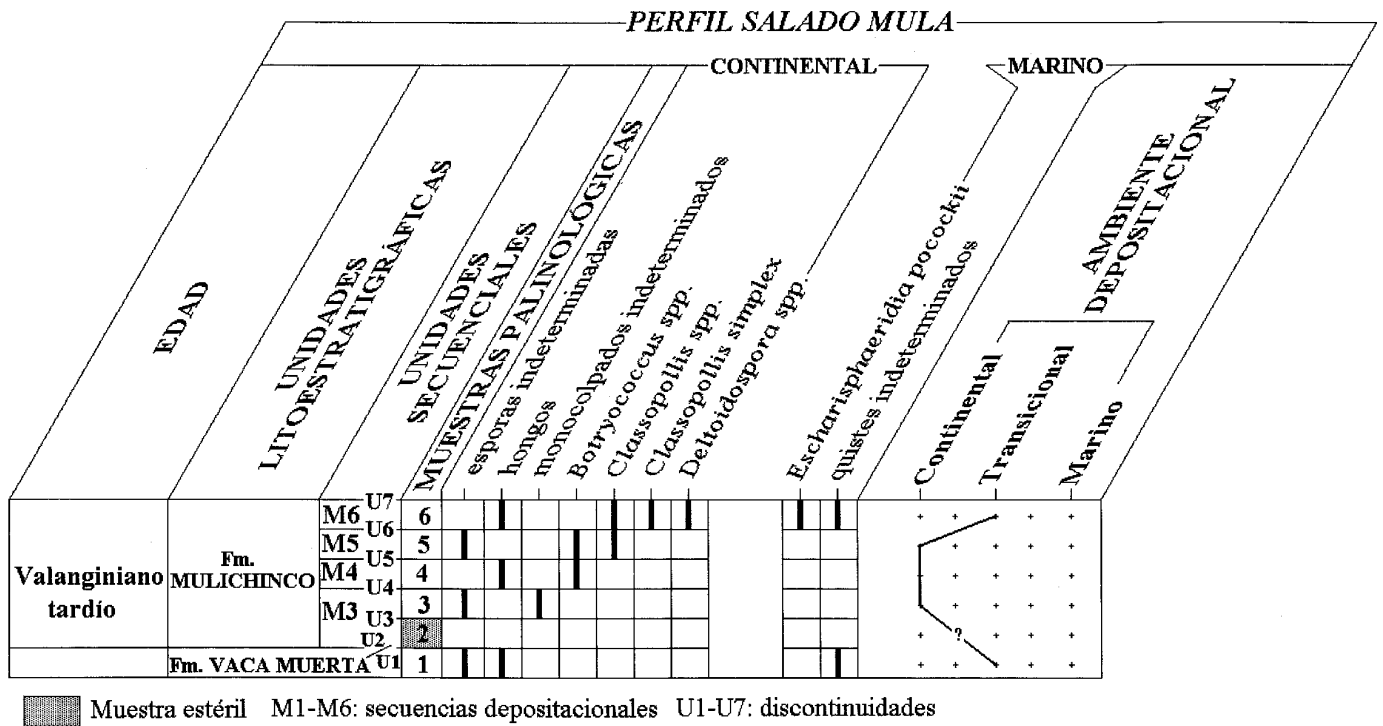 PERFIL SALADO MULA
CONTINENTAL
MARINO
EDAD
UNIDADES
LITOESTRATIGRÁFICAS
UNIDADES
SECUENCIALES
MUESTRAS PALINOLÓGICAS
esporas indeterminadas
hongos
monocolpados indeterminados
Botryococcus spp.
Classopollis spp.
Classopollis simplex
Deltoidospora spp.
Escharisphaeridia pocockii
quistes indeterminados
AMBIENTE
DEPOSITACIONAL
Continental
Transicional
Marino
Valanginiano
tardío
Fm.
MULICHINCO
Fm. VACA MUERTA
U7
M6 6
U6
M5 5
U5
M4 4
U4
M3 3
U3
U2 2
U1 1
?
Muestra estéril M1-M6: secuencias depositacionales U1-U7: discontinuidades